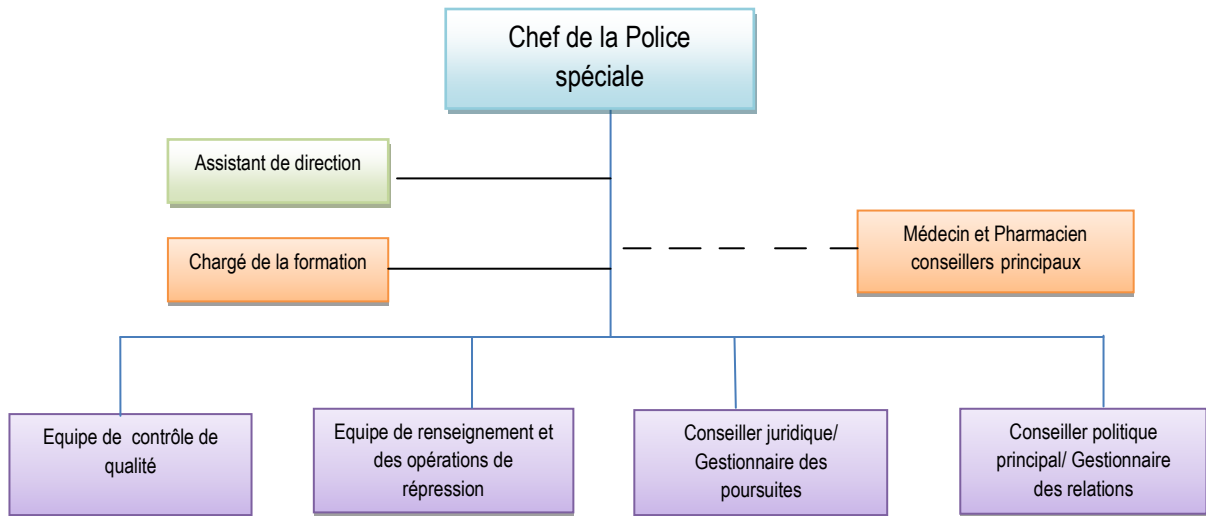 Chef de la Police
spéciale
Assistant de direction
Chargé de la formation
Médecin et Pharmacien
conseillers principaux
Equipe de contrôle de
qualité
Equipe de renseignement et
des opérations de
répression
Conseiller juridique/
Gestionnaire des
poursuites
Conseiller politique
principal/ Gestionnaire
des relations